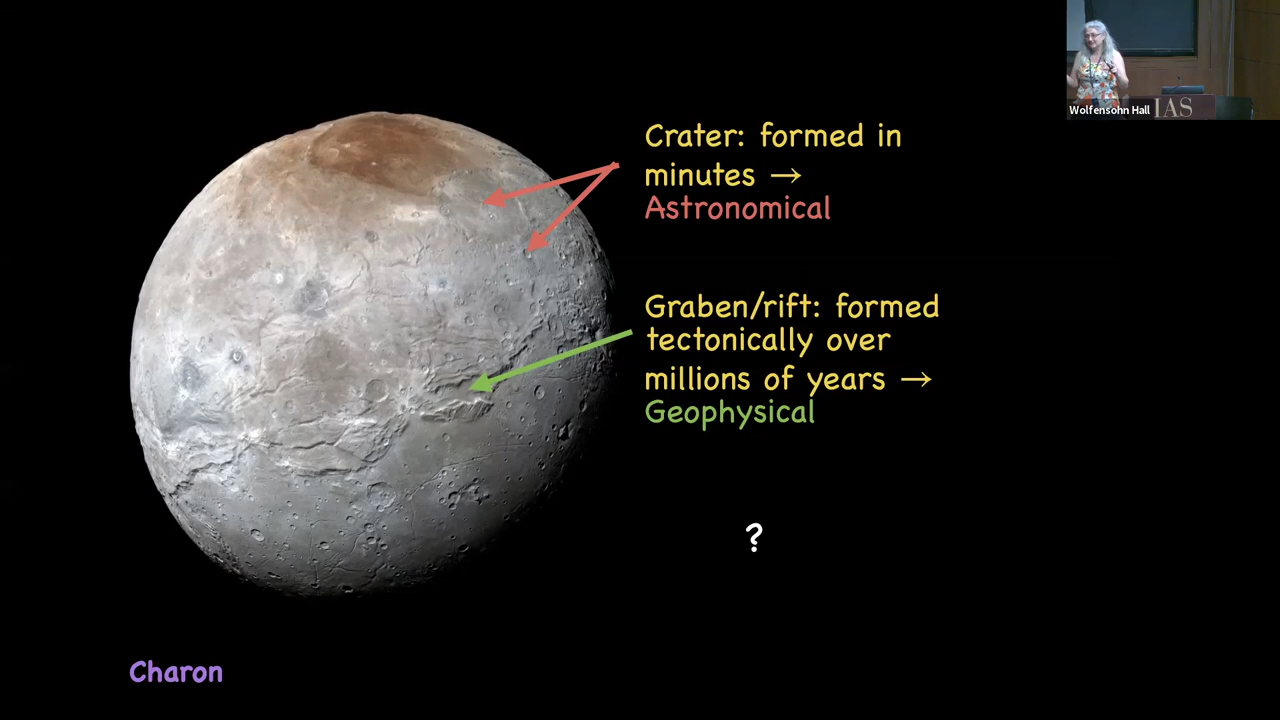 Wolfensohn Hall
IAS
Crater: formed in
minutes →
Astronomical
Graben/rift: formed
tectonically over
millions of years →
Geophysical
?
Charon